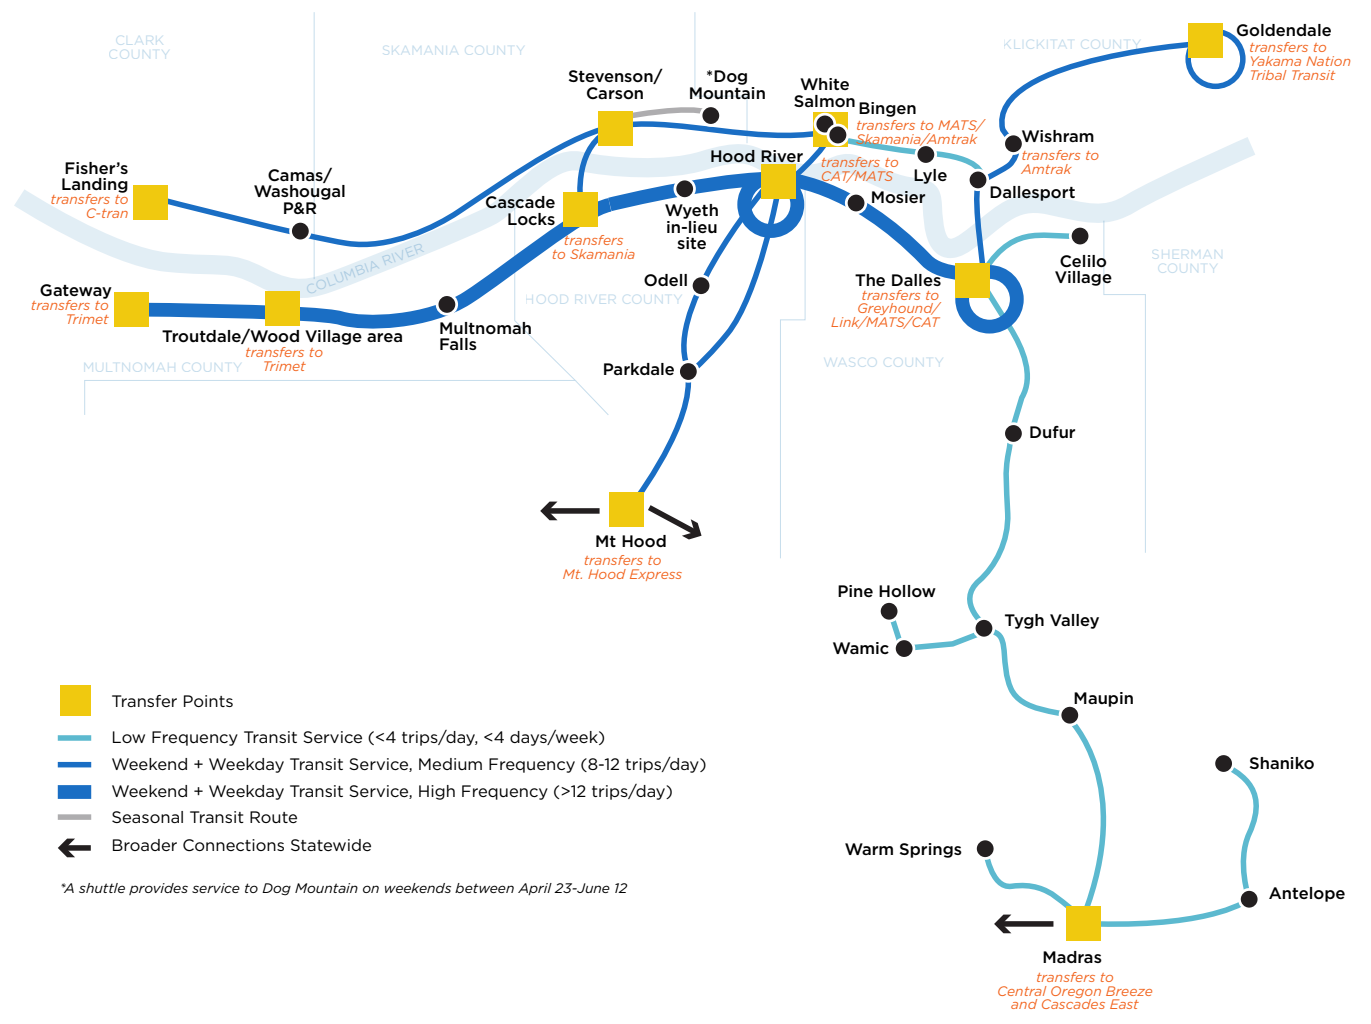 CLARK
COUNTY
SKAMANIA COUNTY
KLICKITAT COUNTY
Goldendale
transfers to
Yakama Nation
Tribal Transit
Stevenson/
Carson
*Dog
Mountain
White
Salmon
Bingen
transfers to MATS/
Skamania/Amtrak
Wishram
transfers to
Amtrak
Fisher's
Landing
transfers to
C-tran
Camas/
Washougal
P&R
Hood River
transfers to
CAT/MATS
Lyle
Dallesport
Mosier
Cascade
Locks
transfers
to Skamania
Wyeth
in-lieu
site
COLUMBIA RIVER
Celilo
Village
SHERMAN
COUNTY
Gateway
transfers to
Trimet
Troutdale/Wood Village area
transfers to
Trimet
Multnomah
Falls
Odell
HOOD RIVER COUNTY
The Dalles
transfers to
Greyhound/
Link/MATS/CAT
MULTNOMAH COUNTY
Parkdale
WASCO COUNTY
Dufur
Mt Hood
transfers to
Mt. Hood Express
Pine Hollow
Wamic
Tygh Valley
Maupin
Shaniko
Warm Springs
Antelope
Madras
transfers to
Central Oregon Breeze
and Cascades East
Transfer Points
Low Frequency Transit Service (<4 trips/day, <4 days/week)
Weekend + Weekday Transit Service, Medium Frequency (8-12 trips/day)
Weekend + Weekday Transit Service, High Frequency (>12 trips/day)
Seasonal Transit Route
Broader Connections Statewide
*A shuttle provides service to Dog Mountain on weekends between April 23-June 12